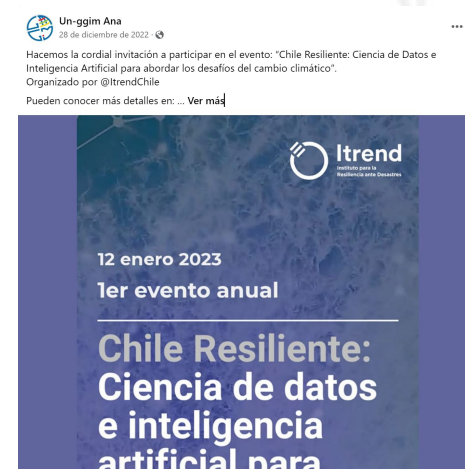 Un-ggim Ana
28 de diciembre de 2022 ·
Hacemos la cordial invitación a participar en el evento: "Chile Resiliente: Ciencia de Datos e
Inteligencia Artificial para abordar los desafíos del cambio climático".
Organizado por @ItrendChile
Pueden conocer más detalles en: ... Ver más
Itrend
Instituto para la
Resiliencia ante Desastres
12 enero 2023
1er evento anual
Chile Resiliente:
Ciencia de datos
e inteligencia
artificial para